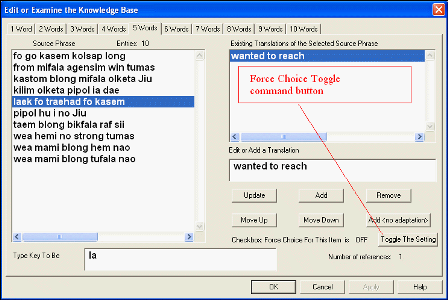 Edit or Examine the Knowledge Base
1 Word 2 Words 3 Words 4 Words 5 Words 6 Words 7 Words 8 Words 9 Words 10 Words
Source Phrase Entries: 10
fo go kasem kolsap long
from mifala agensim win tumas
kastom blong mifala olketa Jiu
kilim olketa pipol ia dae
laek fo traehad fo kasem
pipol hu i no Jiu
taem blong bikfala raf sii
wea hemi no strong tumas
wea mami blong hem nao
wea mami blong tufala nao
Type Key To Be
la
Existing Translations of the Selected Source Phrase
wanted to reach
Force Choice Toggle
command button
Edit or Add a Translation
wanted to reach
Update Add Remove
Move Up Move Down Add <no adaptation>
Checkbox: Force Choice For This Item is OFF Toggle The Setting
Number of references: 1
OK Cancel Apply Help